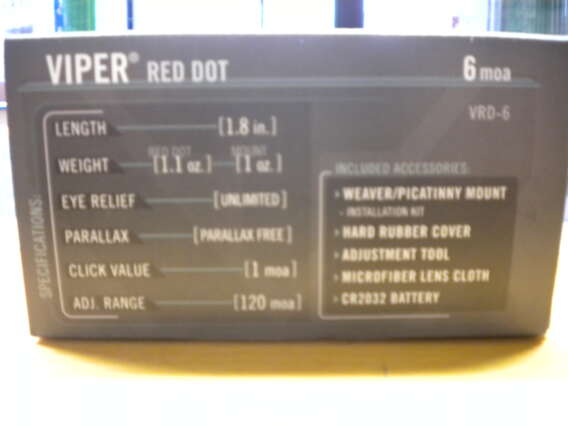 VIPER® RED DOT
6 moa
VRD-6
SPECIFICATIONS:
LENGTH [1.8 in.]
RED DOT MOUNT
WEIGHT [1.1 oz.] [1 oz.]
EYE RELIEF [UNLIMITED]
PARALLAX [PARALLAX FREE]
CLICK VALUE [1 moa]
ADJ. RANGE [120 moa]
INCLUDED ACCESSORIES:
› WEAVER/PICATINNY MOUNT
- INSTALLATION KIT
› HARD RUBBER COVER
› ADJUSTMENT TOOL
› MICROFIBER LENS CLOTH
› CR2032 BATTERY